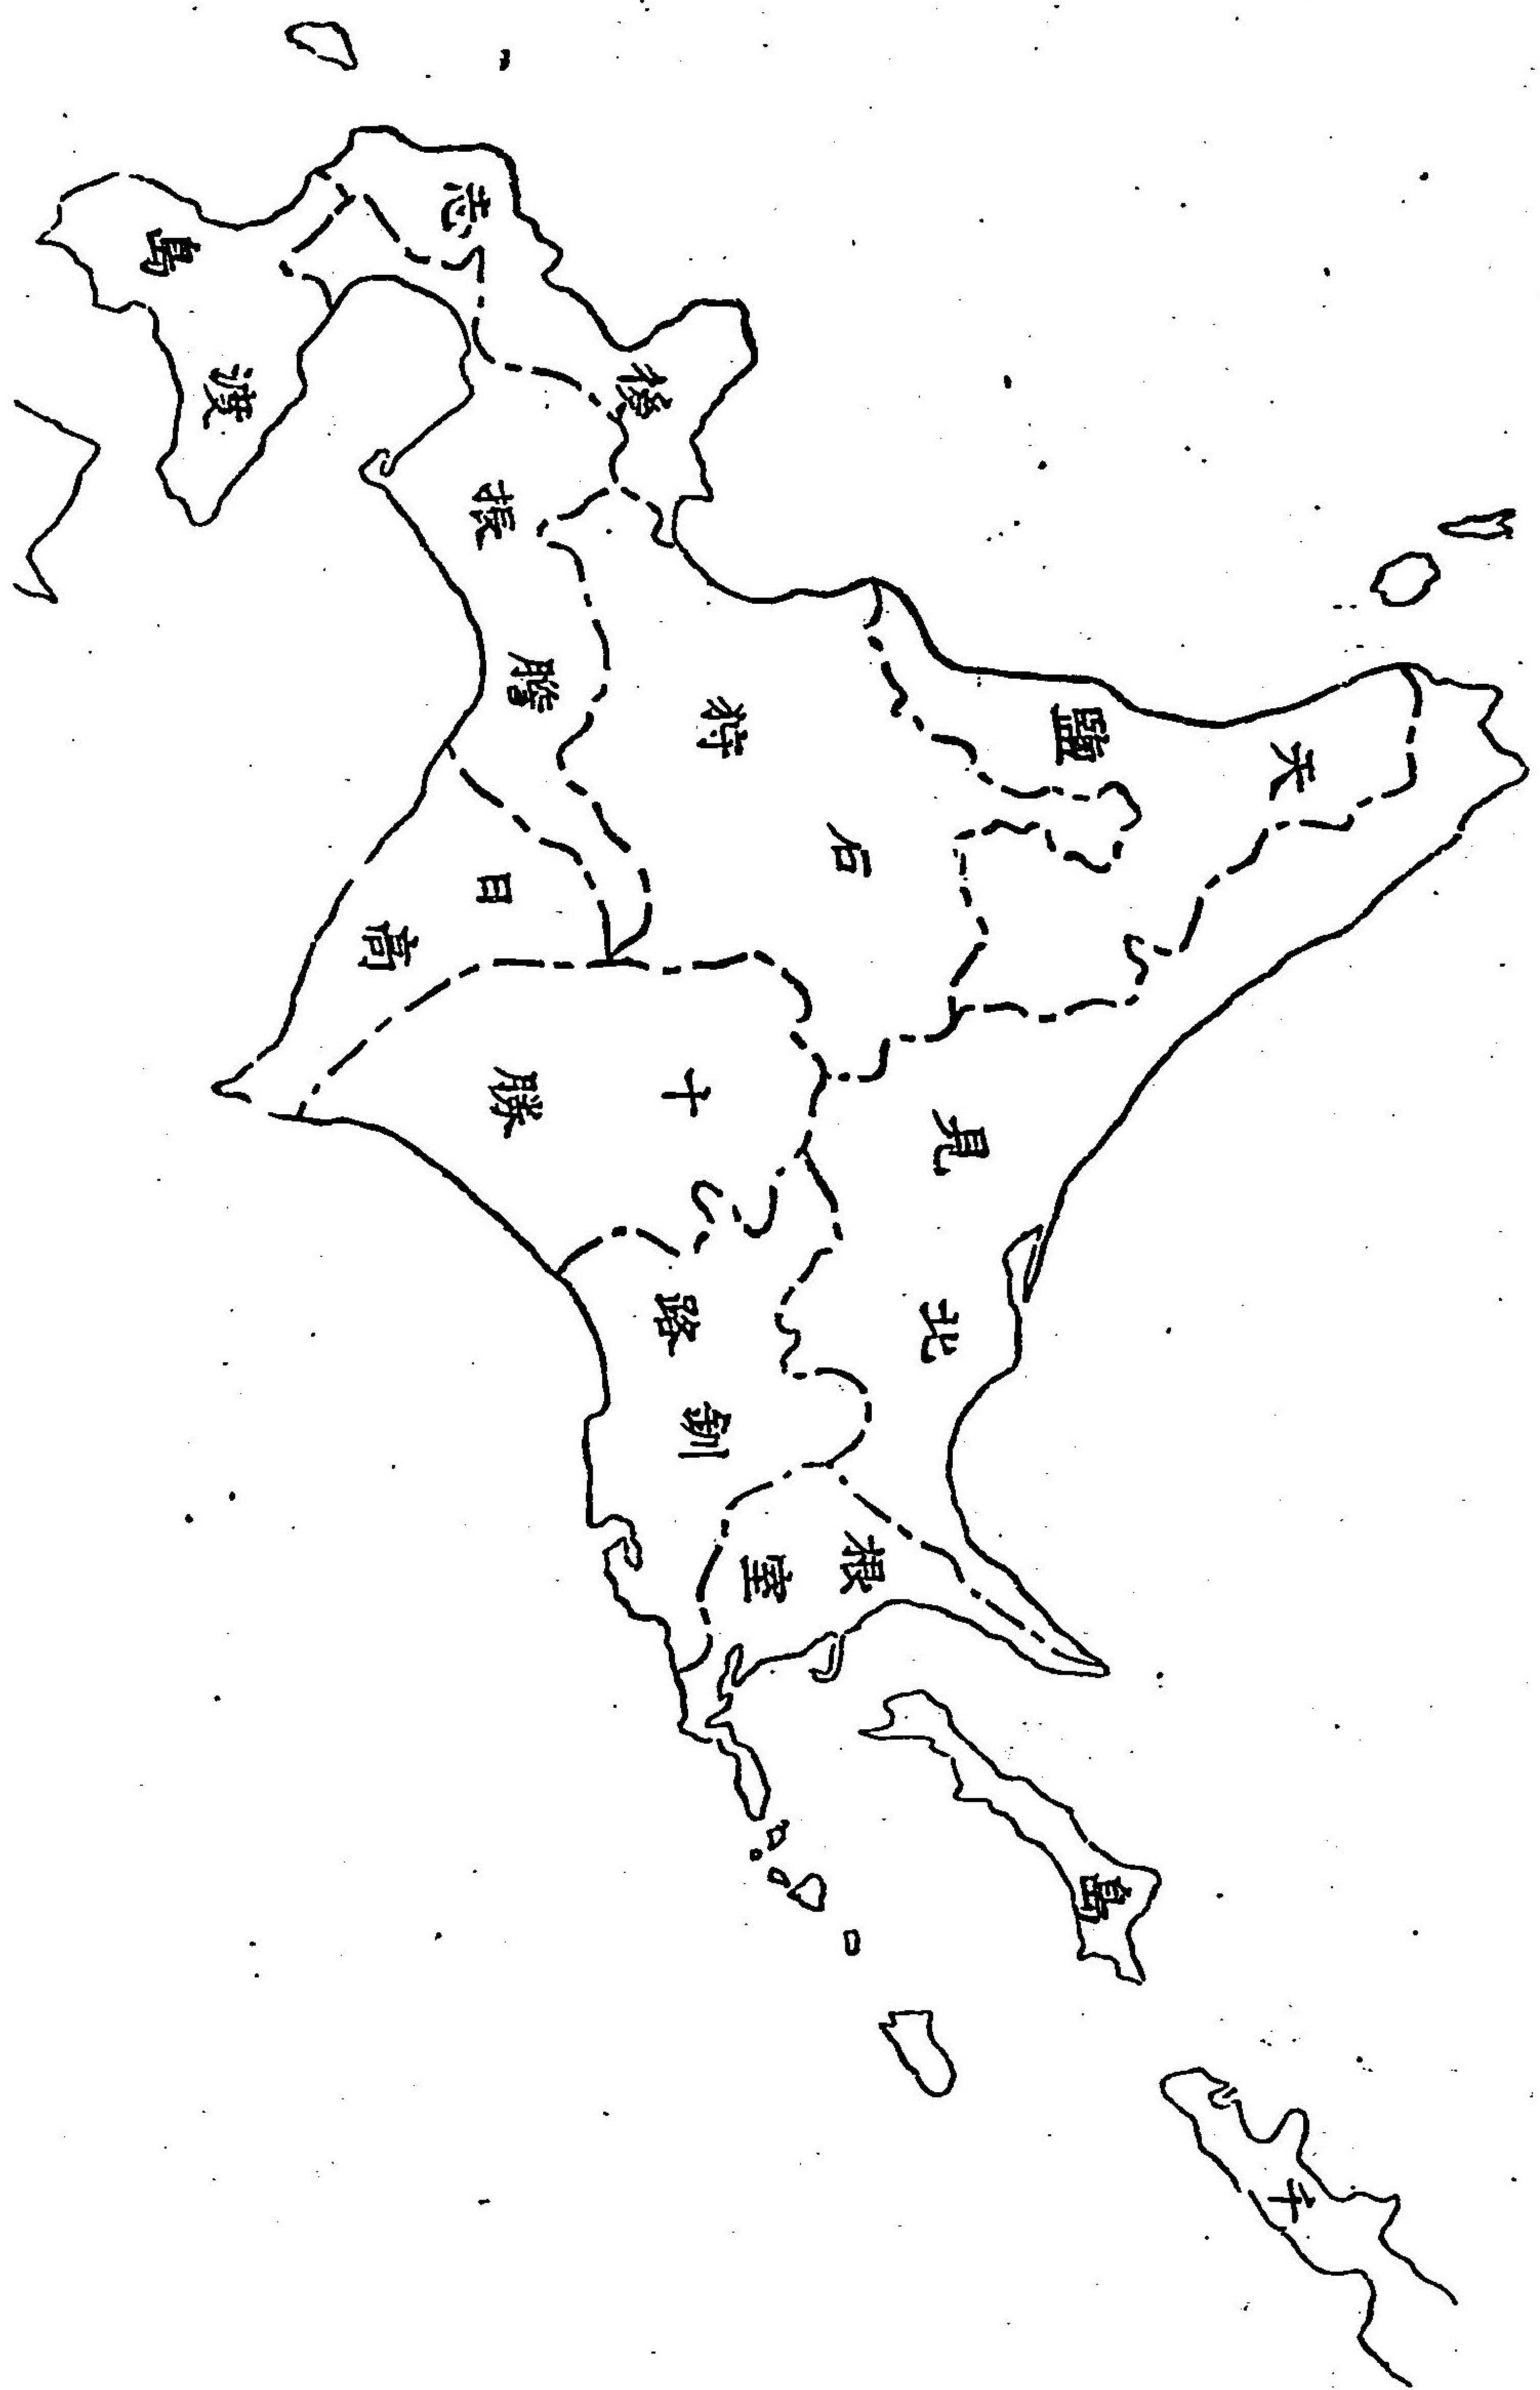 千島
根室
北見
釧路
十勝
天鹽
石狩
日高
膽振
後志
渡島